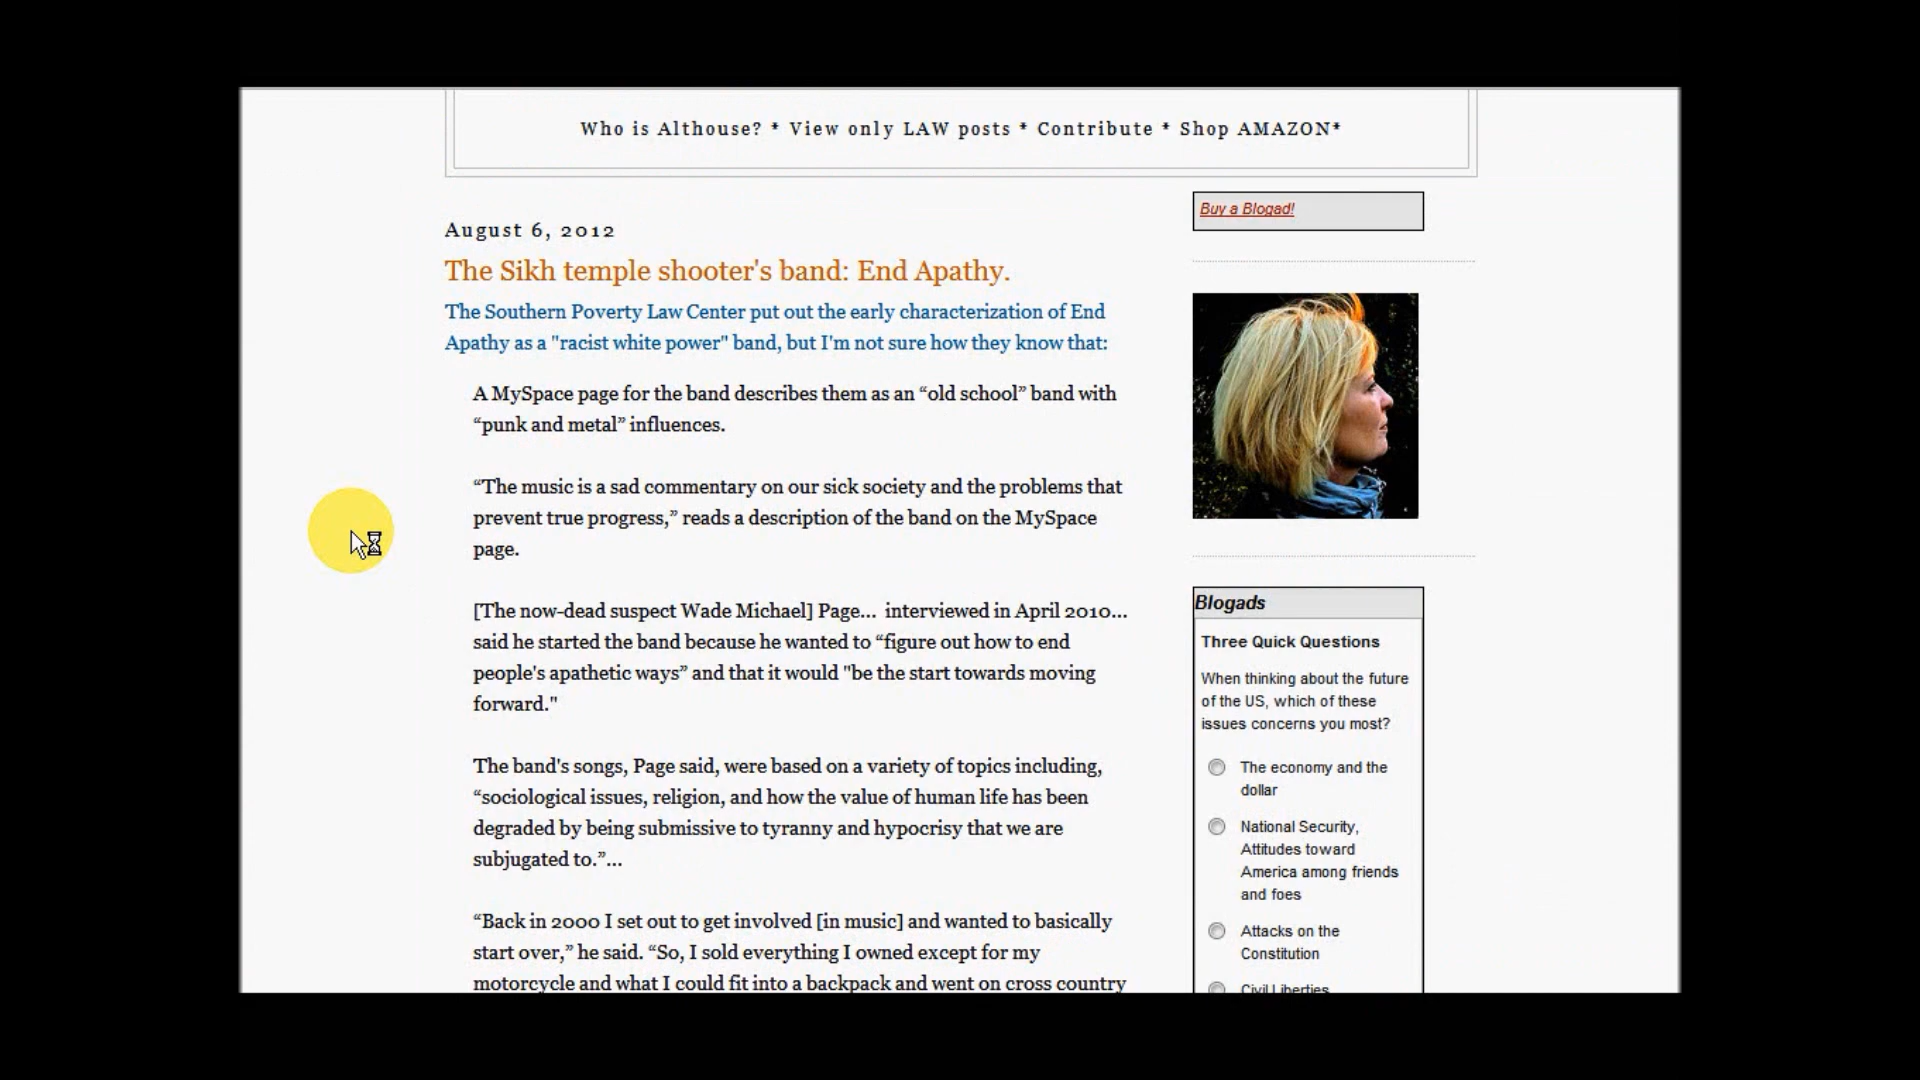 Who is Althouse? * View only LAW posts * Contribute * Shop AMAZON*
August 6, 2012
The Sikh temple shooter's band: End Apathy.
The Southern Poverty Law Center put out the early characterization of End
Apathy as a "racist white power" band, but I'm not sure how they know that:
A MySpace page for the band describes them as an “old school” band with
“punk and metal” influences.
“The music is a sad commentary on our sick society and the problems that
prevent true progress,” reads a description of the band on the MySpace
page.
[The now-dead suspect Wade Michael] Page... interviewed in April 2010...
said he started the band because he wanted to “figure out how to end
people's apathetic ways” and that it would "be the start towards moving
forward."
The band's songs, Page said, were based on a variety of topics including,
“sociological issues, religion, and how the value of human life has been
degraded by being submissive to tyranny and hypocrisy that we are
subjugated to.”...
“Back in 2000 I set out to get involved [in music] and wanted to basically
start over,” he said. “So, I sold everything I owned except for my
motorcycle and what I could fit into a backpack and went on cross country
Buy a Blogad!
Blogads
Three Quick Questions
When thinking about the future
of the US, which of these
issues concerns you most?
The economy and the
dollar
National Security,
Attitudes toward
America among friends
and foes
Attacks on the
Constitution
Civil Liberties